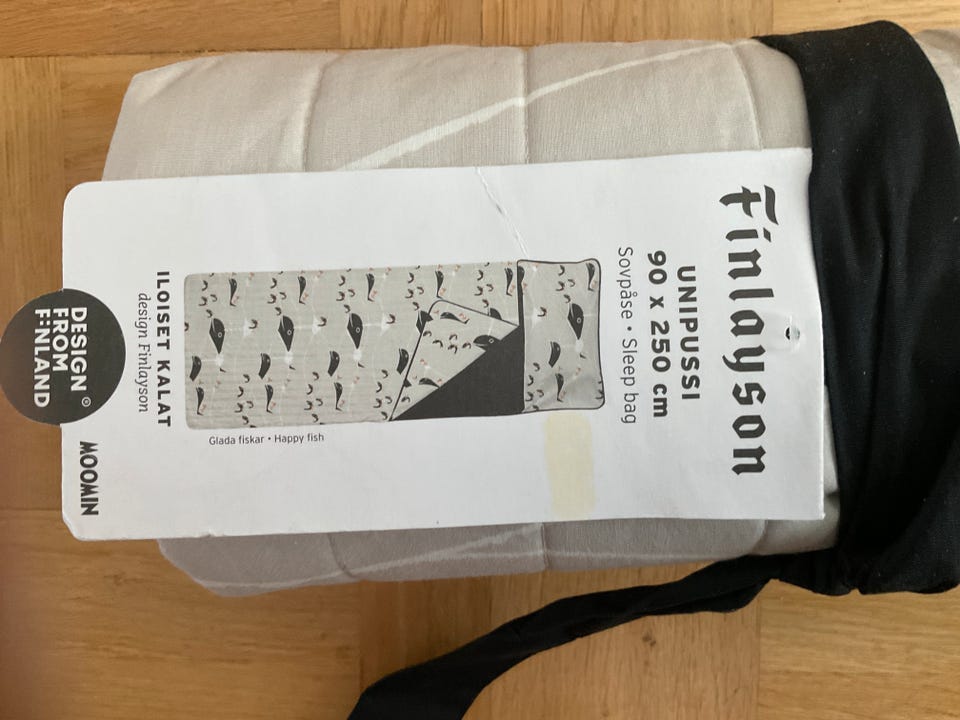 Finlayson
UNIPUSSI
90 x 250 cm
Sovpåse • Sleep bag
Glada fiskar • Happy fish
ILOISET KALAT
design Finlayson
DESIGN ®
FROM
FINLAND
MOOMIN